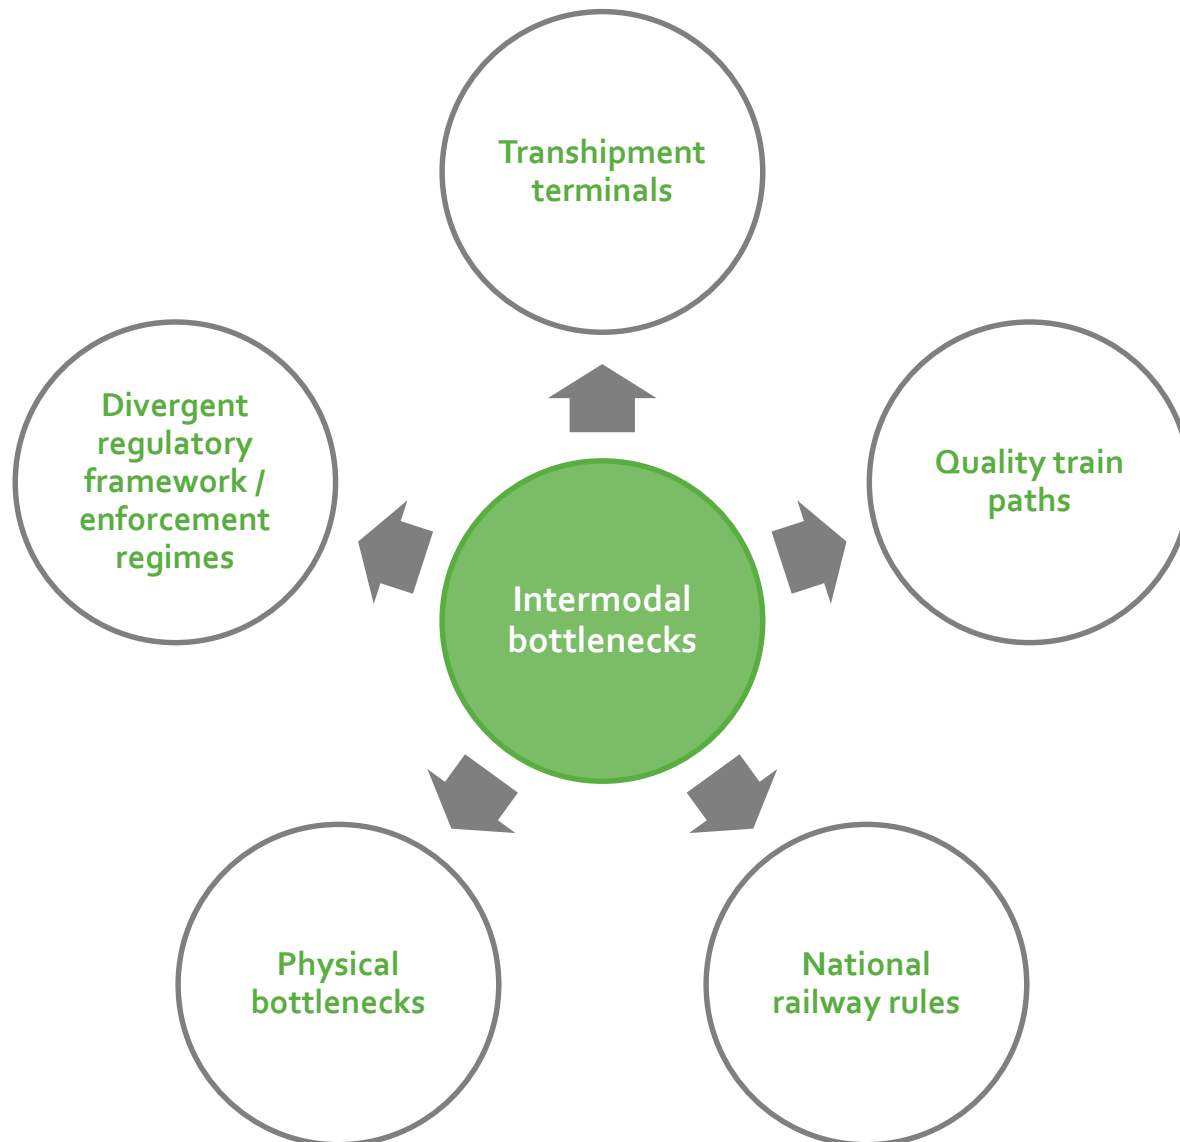 Transhipment
terminals
Quality train
paths
National
railway rules
Physical
bottlenecks
Divergent
regulatory
framework /
enforcement
regimes
Intermodal
bottlenecks